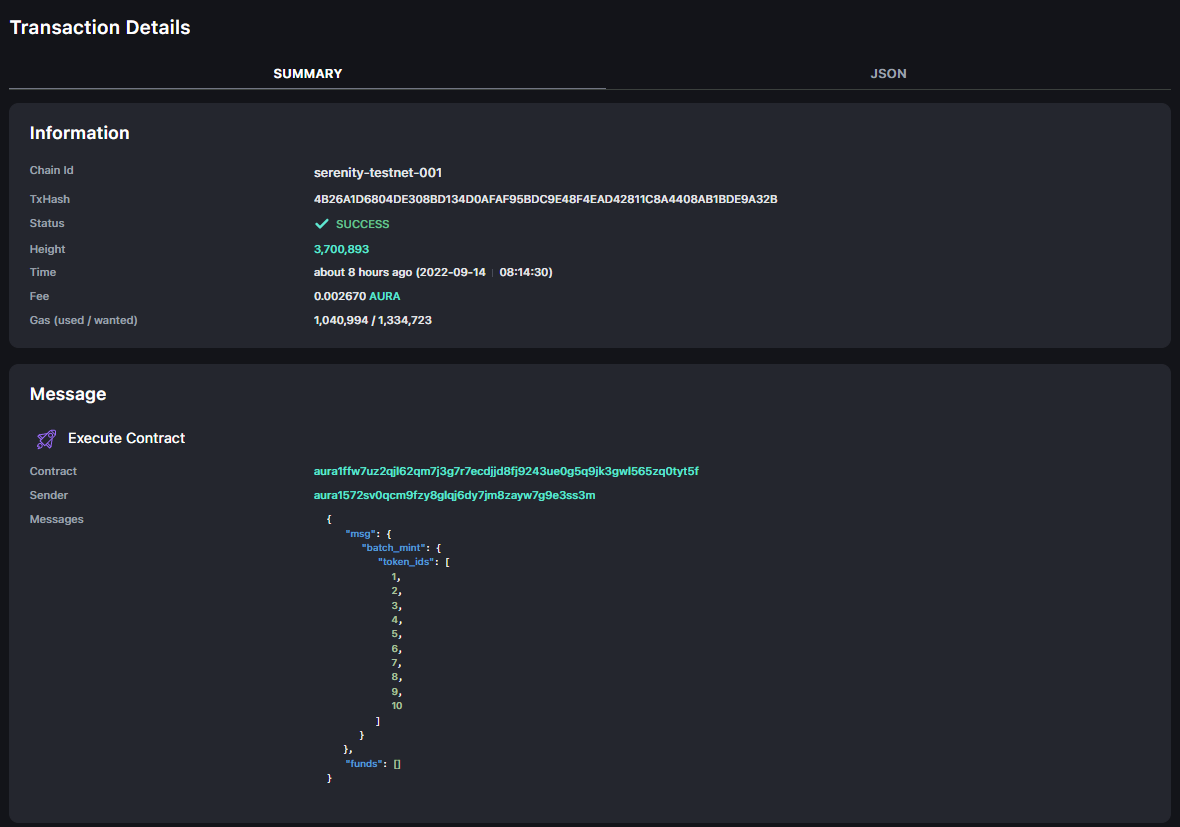 Transaction Details
SUMMARY JSON
Information
Chain Id serenity-testnet-001
TxHash 4B26A1D6804DE308BD134D0AFAF95BDC9E48F4EAD42811C8A4408AB1BDE9A32B
Status SUCCESS
Height 3,700,893
Time about 8 hours ago (2022-09-14 | 08:14:30)
Fee 0.002670 AURA
Gas (used / wanted) 1,040,994 / 1,334,723
Message
Execute Contract
Contract aura1ffw7uz2qjl62qm7j3g7r7ecdjjd8fj9243ue0g5q9jk3gwl565zq0tyt5f
Sender aura1572sv0qcm9fzy8glqj6dy7jm8zayw7g9e3ss3m
Messages {
"msg": {
"batch_mint": {
"token_ids": [
1,
2,
3,
4,
5,
6,
7,
8,
9,
10
]
}
},
"funds": []
}